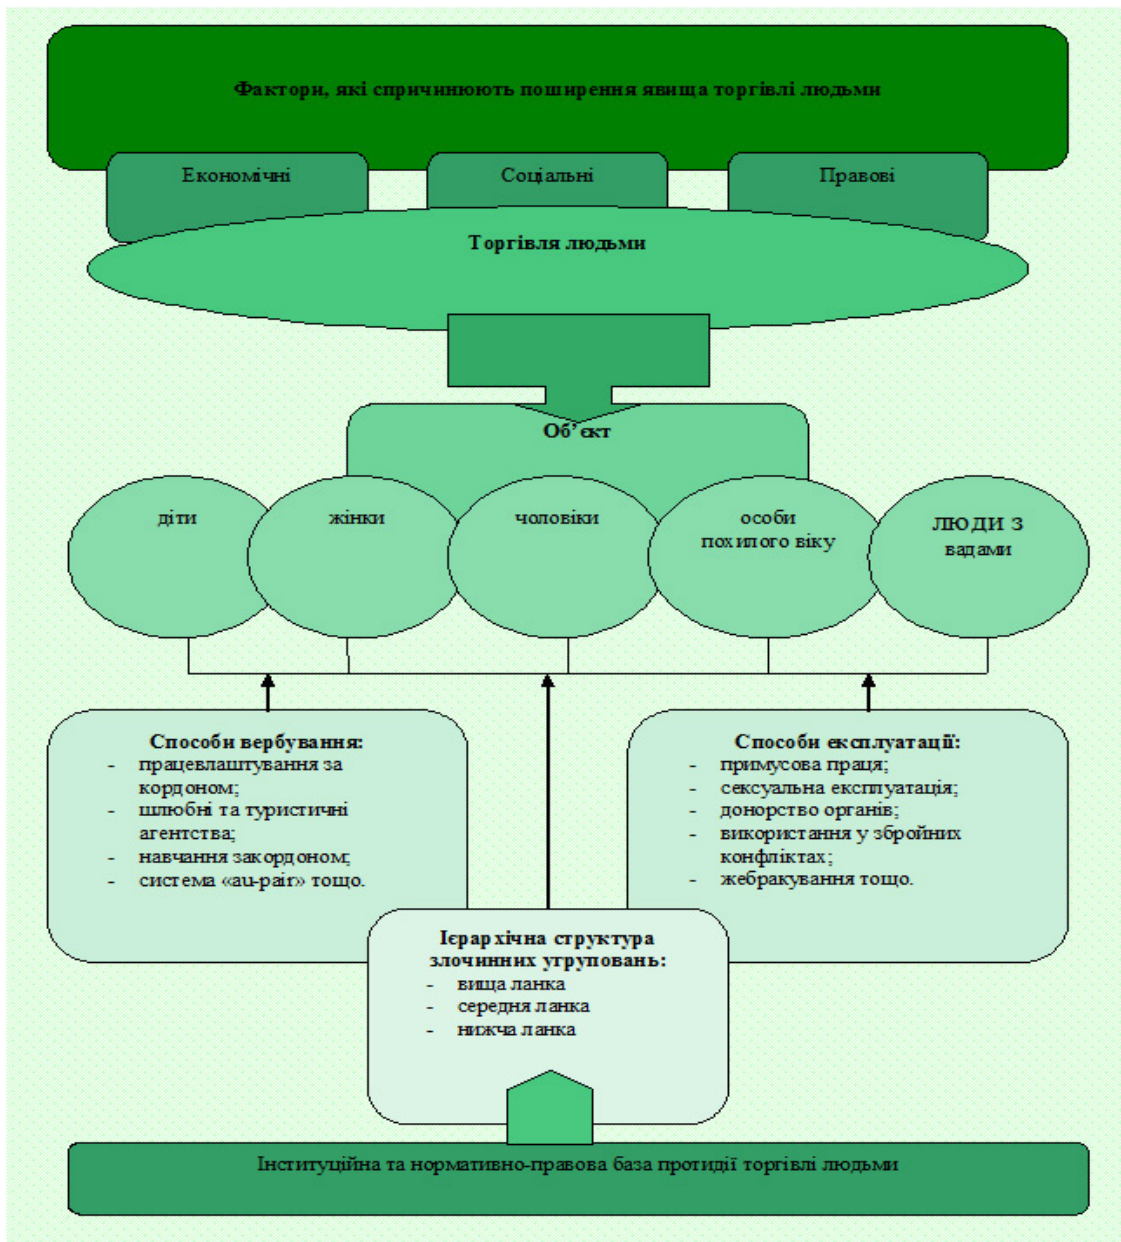 Фактори, які спричинюють поширення явища торгівлі людьми
Економічні
Соціальні
Правові
Торгівля людьми
Об’єкт
діти
жінки
чоловіки
особи
похилого віку
ЛЮДИ З
вадами
Способи вербування:
- працевлаштування за
кордоном;
- шлюбні та туристичні
агентства;
- навчання закордоном;
- система «au-pair» тощо.
Способи експлуатації:
- примусова праця;
- сексуальна експлуатація;
- донорство органів;
- використання у збройних
конфліктах;
- жебракування тощо.
Ієрархічна структура
злочинних угруповань:
- вища ланка
- середня ланка
- нижча ланка
Інституційна та нормативно-правова база протидії торгівлі людьми